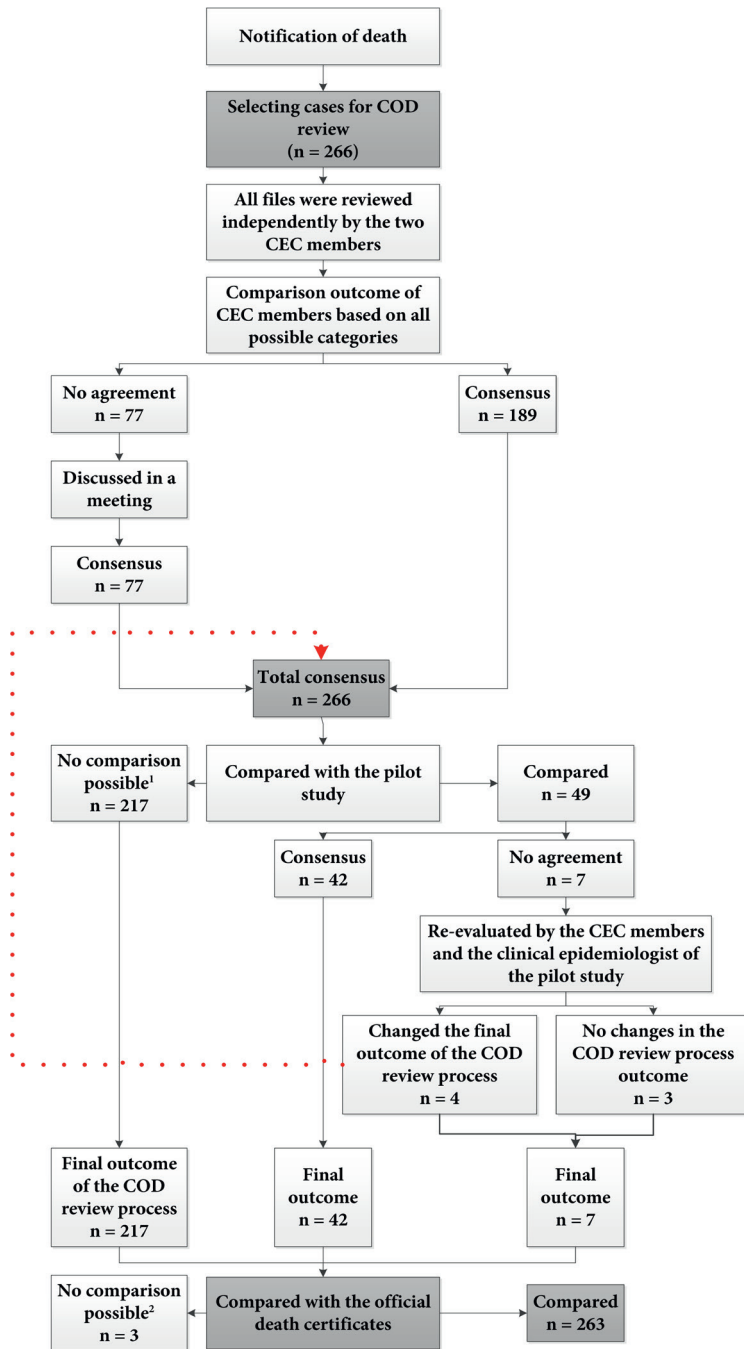 Notification of death
Selecting cases for COD
review
(n = 266)
All files were reviewed
independently by the two
CEC members
Comparison outcome of
CEC members based on all
possible categories
No agreement
n = 77
Consensus
n = 189
Discussed in a
meeting
Consensus
n = 77
Total consensus
n = 266
No comparison
possible¹
n = 217
Compared with the pilot
study
Compared
n = 49
Consensus
n = 42
No agreement
n = 7
Re-evaluated by the CEC members
and the clinical epidemiologist of
the pilot study
Changed the final
outcome of the COD
review process
n = 4
No changes in the
COD review process
outcome
n = 3
Final outcome
of the COD
review process
n = 217
Final
outcome
n = 42
Final
outcome
n = 7
No comparison
possible²
n = 3
Compared with the official
death certificates
Compared
n = 263